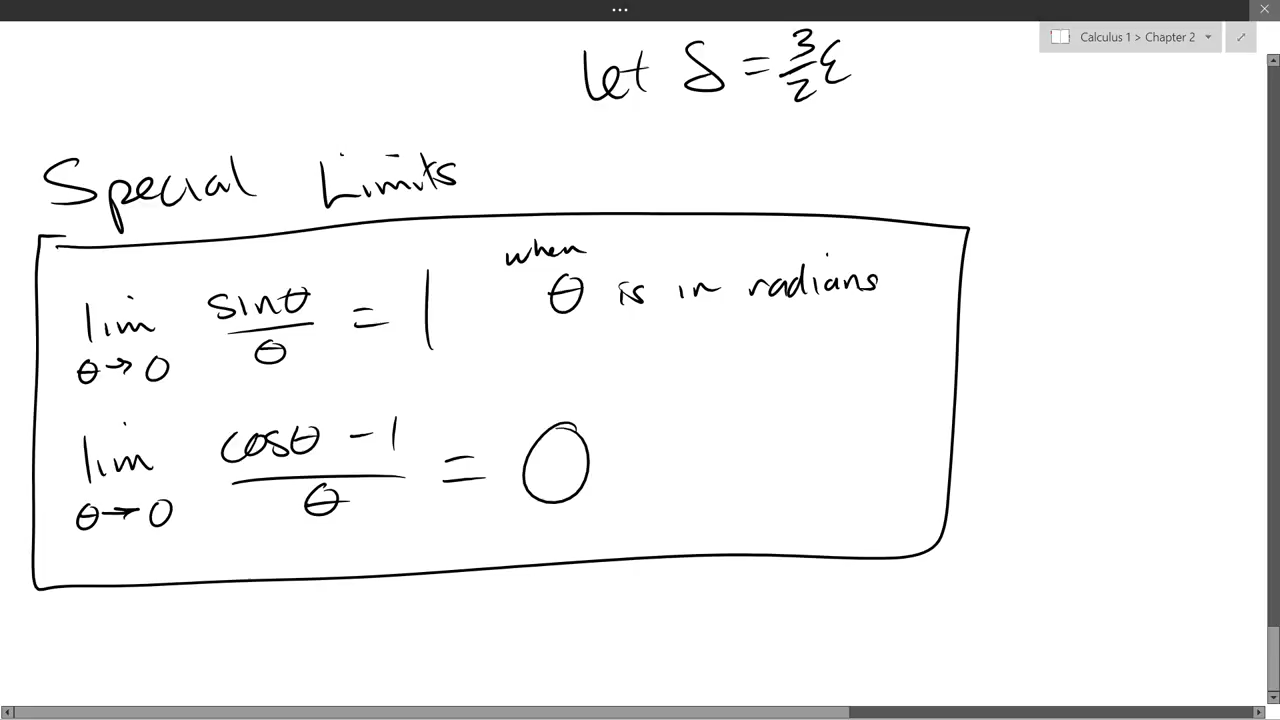 ...
Calculus 1 > Chapter 2
let δ = 3/2 ε
Special Limits
lim θ→0 sinθ/θ = 1 when θ is in radians
lim θ→0 cosθ - 1/θ = 0